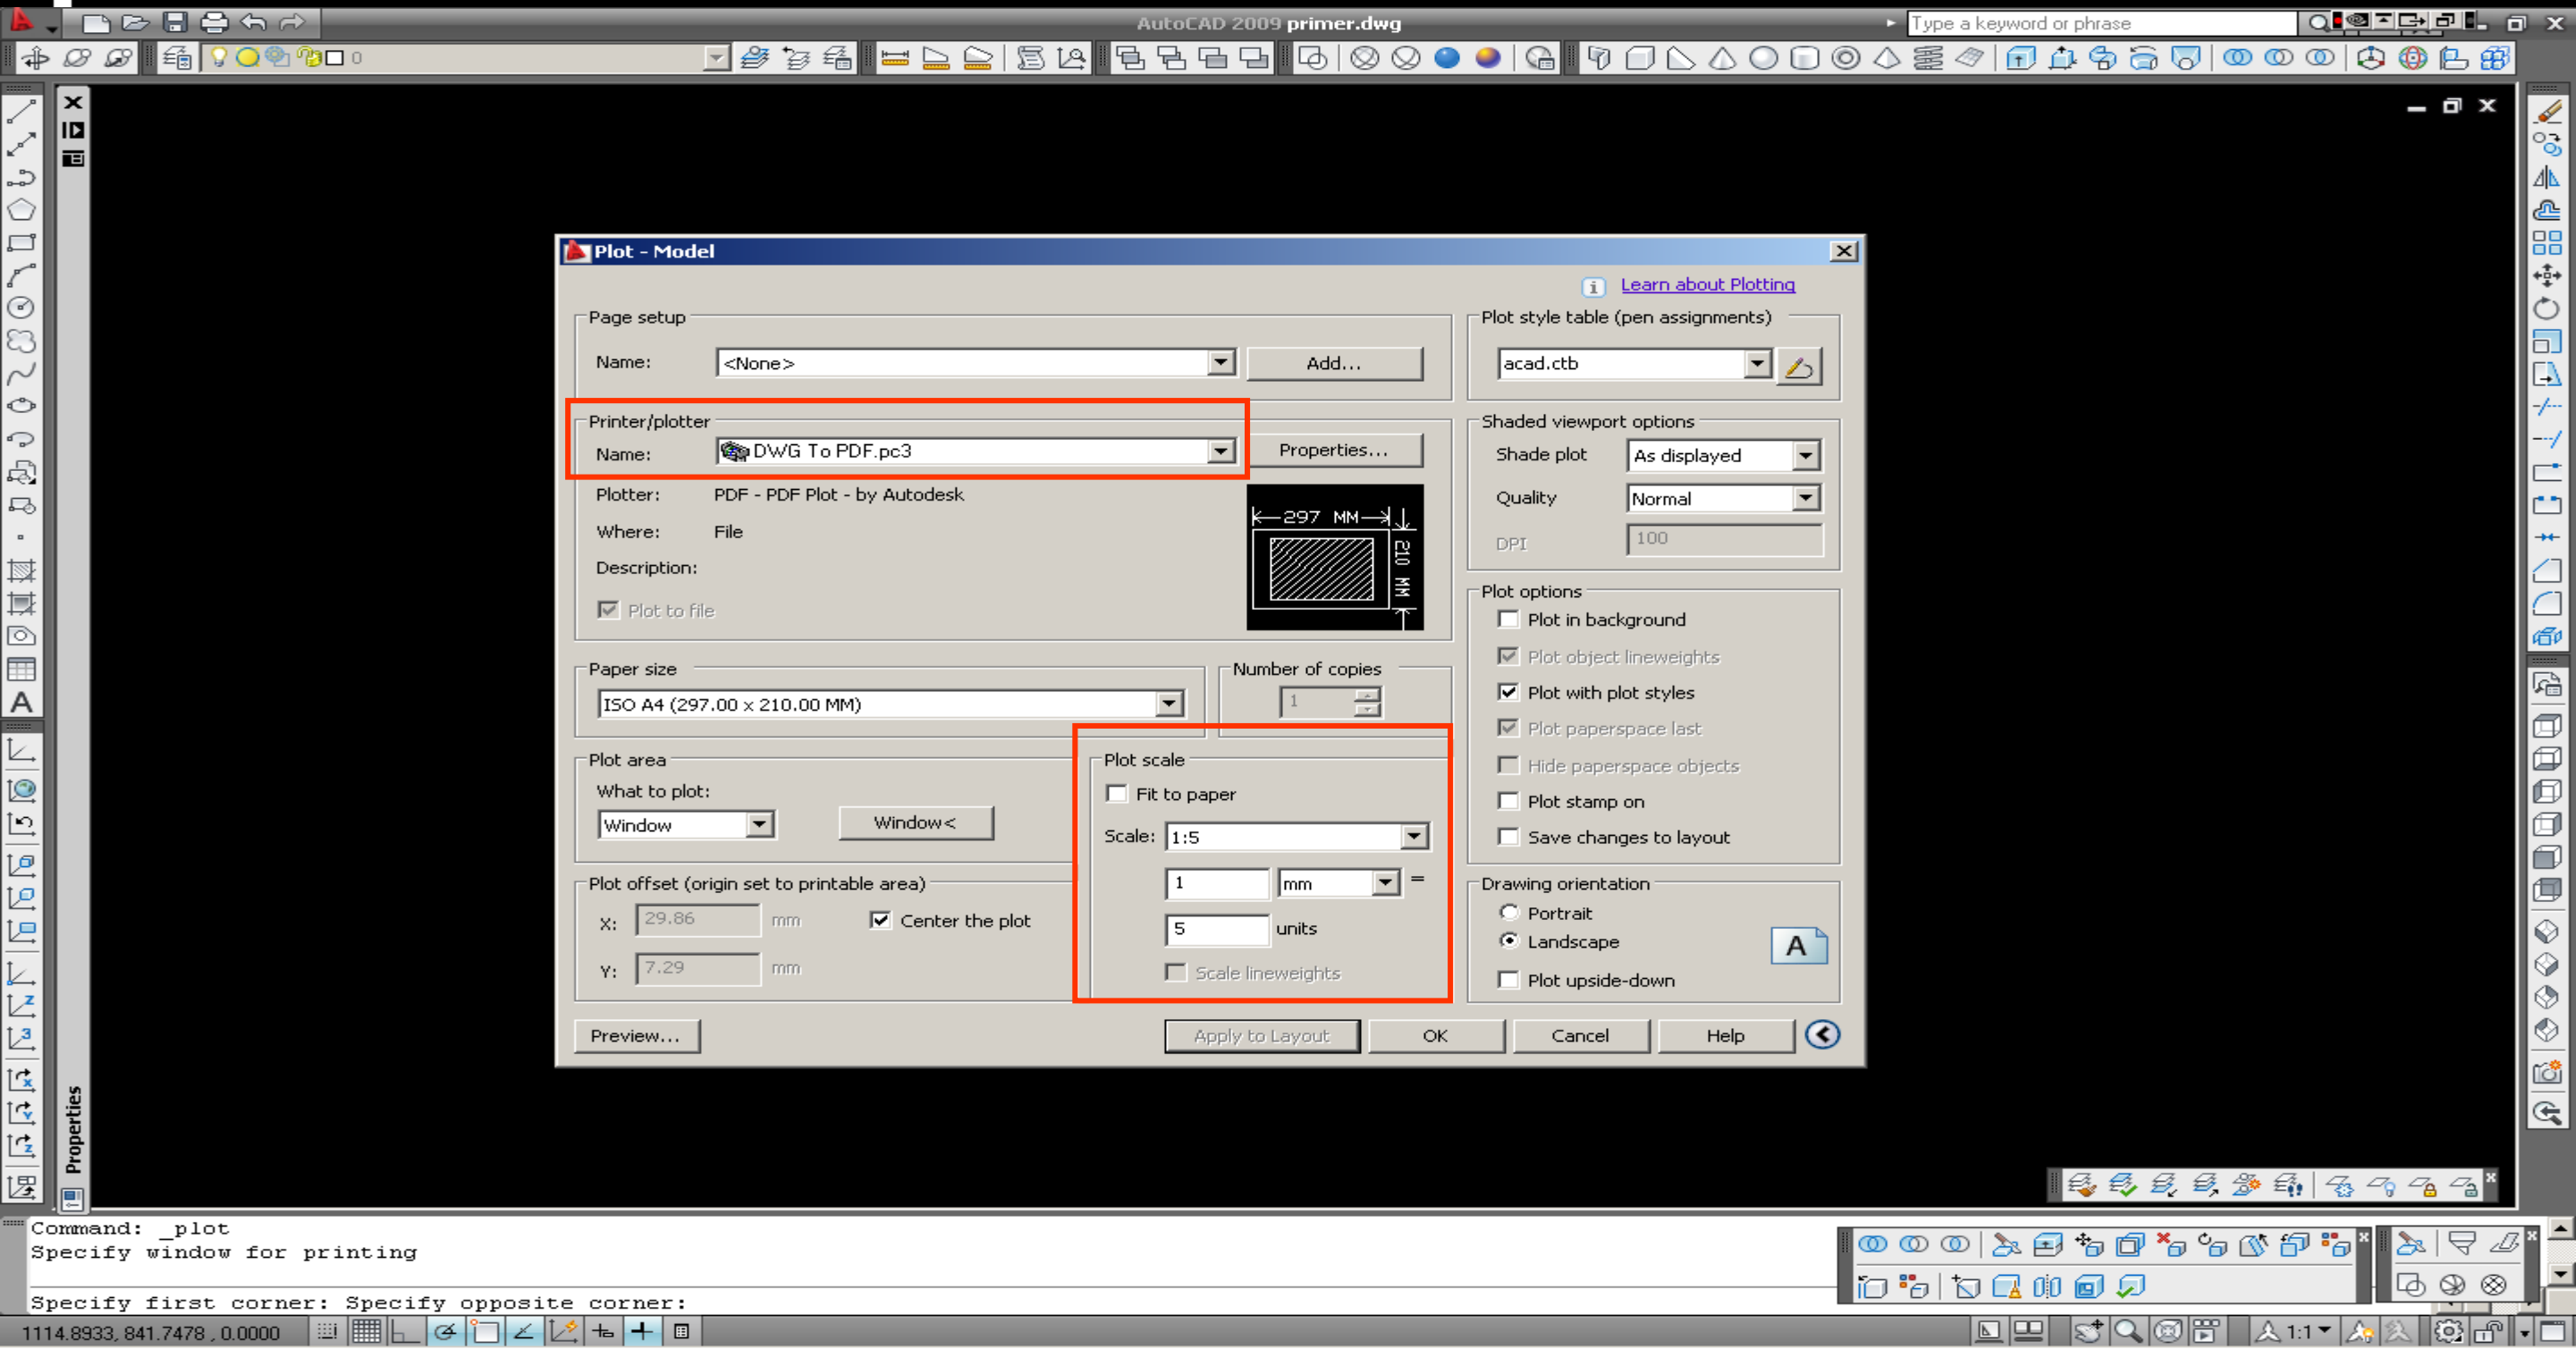 AutoCAD 2009 primer.dwg
Type a keyword or phrase
0
Plot - Model
Learn about Plotting
Page setup
Name: <None> Add...
Plot style table (pen assignments)
acad.ctb
Printer/plotter
Name: DWG To PDF.pc3 Properties...
Plotter: PDF - PDF Plot - by Autodesk
Where: File
Description:
Plot to file
297 MM
210 MM
Shaded viewport options
Shade plot As displayed
Quality Normal
DPI 100
Paper size
ISO A4 (297.00 x 210.00 MM)
Number of copies
1
Plot options
Plot in background
Plot object lineweights
Plot with plot styles
Plot paperspace last
Hide paperspace objects
Plot stamp on
Save changes to layout
Plot area
What to plot:
Window Window<
Plot scale
Fit to paper
Scale: 1:5
1 mm =
5 units
Scale lineweights
Plot offset (origin set to printable area)
X: 29.86 mm Center the plot
Y: 7.29 mm
Drawing orientation
Portrait
Landscape
A
Plot upside-down
Preview... Apply to Layout OK Cancel Help
Properties
Command: _plot
Specify window for printing
Specify first corner: Specify opposite corner:
1114.8933, 841.7478 , 0.0000
1:1